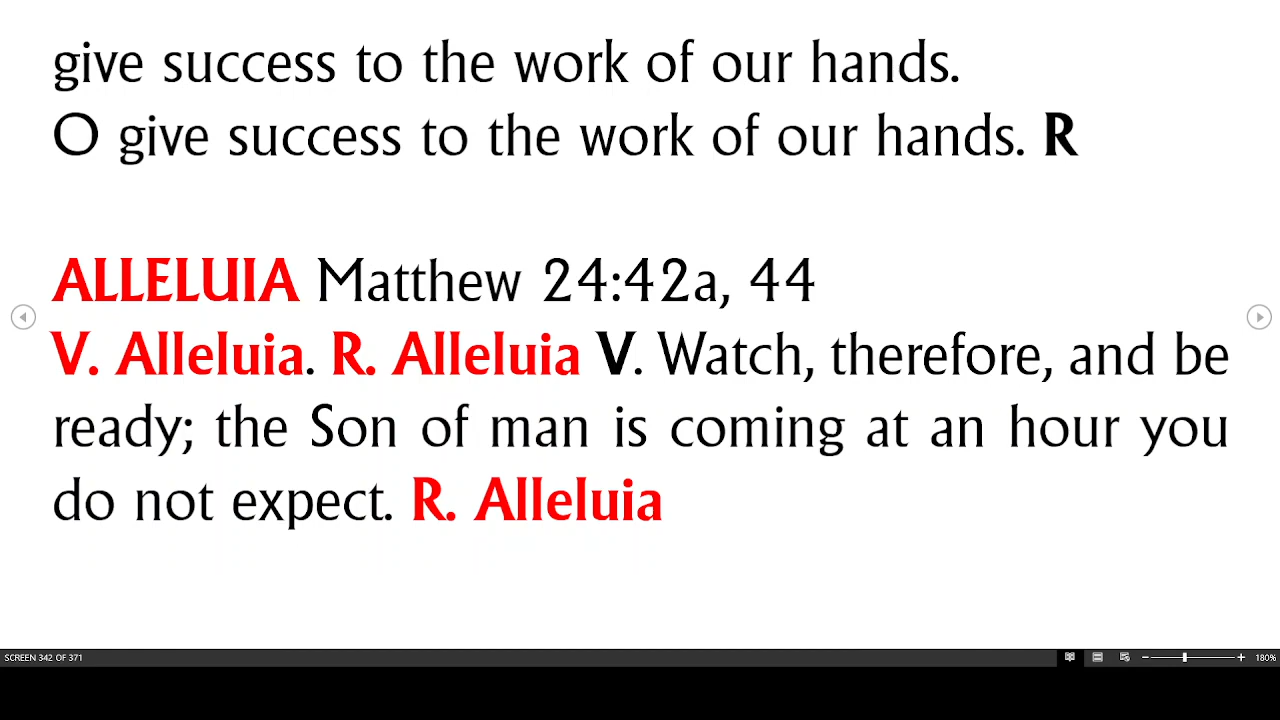 give success to the work of our hands.
O give success to the work of our hands. R
ALLELUIA Matthew 24:42a, 44
V. Alleluia. R. Alleluia V. Watch, therefore, and be
ready; the Son of man is coming at an hour you
do not expect. R. Alleluia
SCREEN 342 OF 371
180%